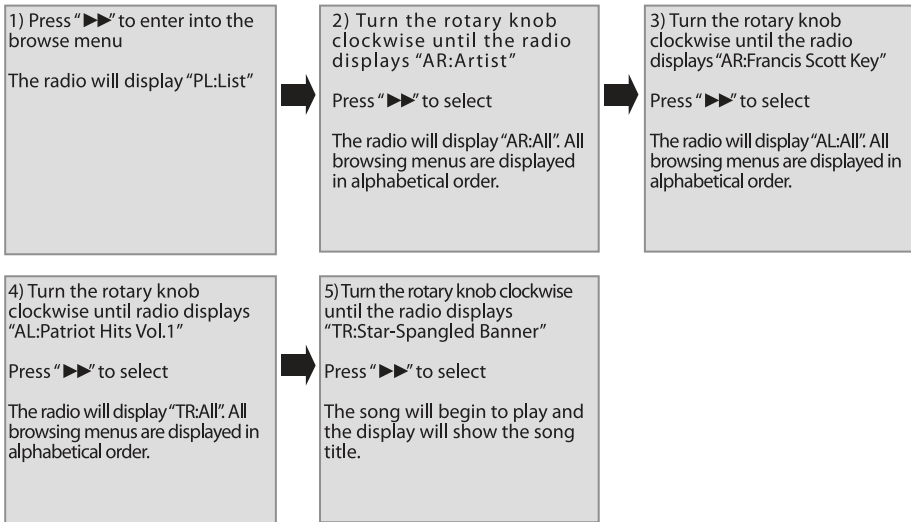 1) Press “▶▶” to enter into the
browse menu
The radio will display “PL:List”
2) Turn the rotary knob
clockwise until the radio
displays “AR:Artist”
Press “▶▶” to select
The radio will display “AR:All”. All
browsing menus are displayed
in alphabetical order.
3) Turn the rotary knob
clockwise until the radio
displays “AR:Francis Scott Key”
Press “▶▶” to select
The radio will display “AL:All”. All
browsing menus are displayed in
alphabetical order.
4) Turn the rotary knob
clockwise until radio displays
“AL:Patriot Hits Vol.1”
Press “▶▶” to select
The radio will display “TR:All”. All
browsing menus are displayed in
alphabetical order.
5) Turn the rotary knob clockwise
until the radio displays
“TR:Star-Spangled Banner”
Press “▶▶” to select
The song will begin to play and
the display will show the song
title.